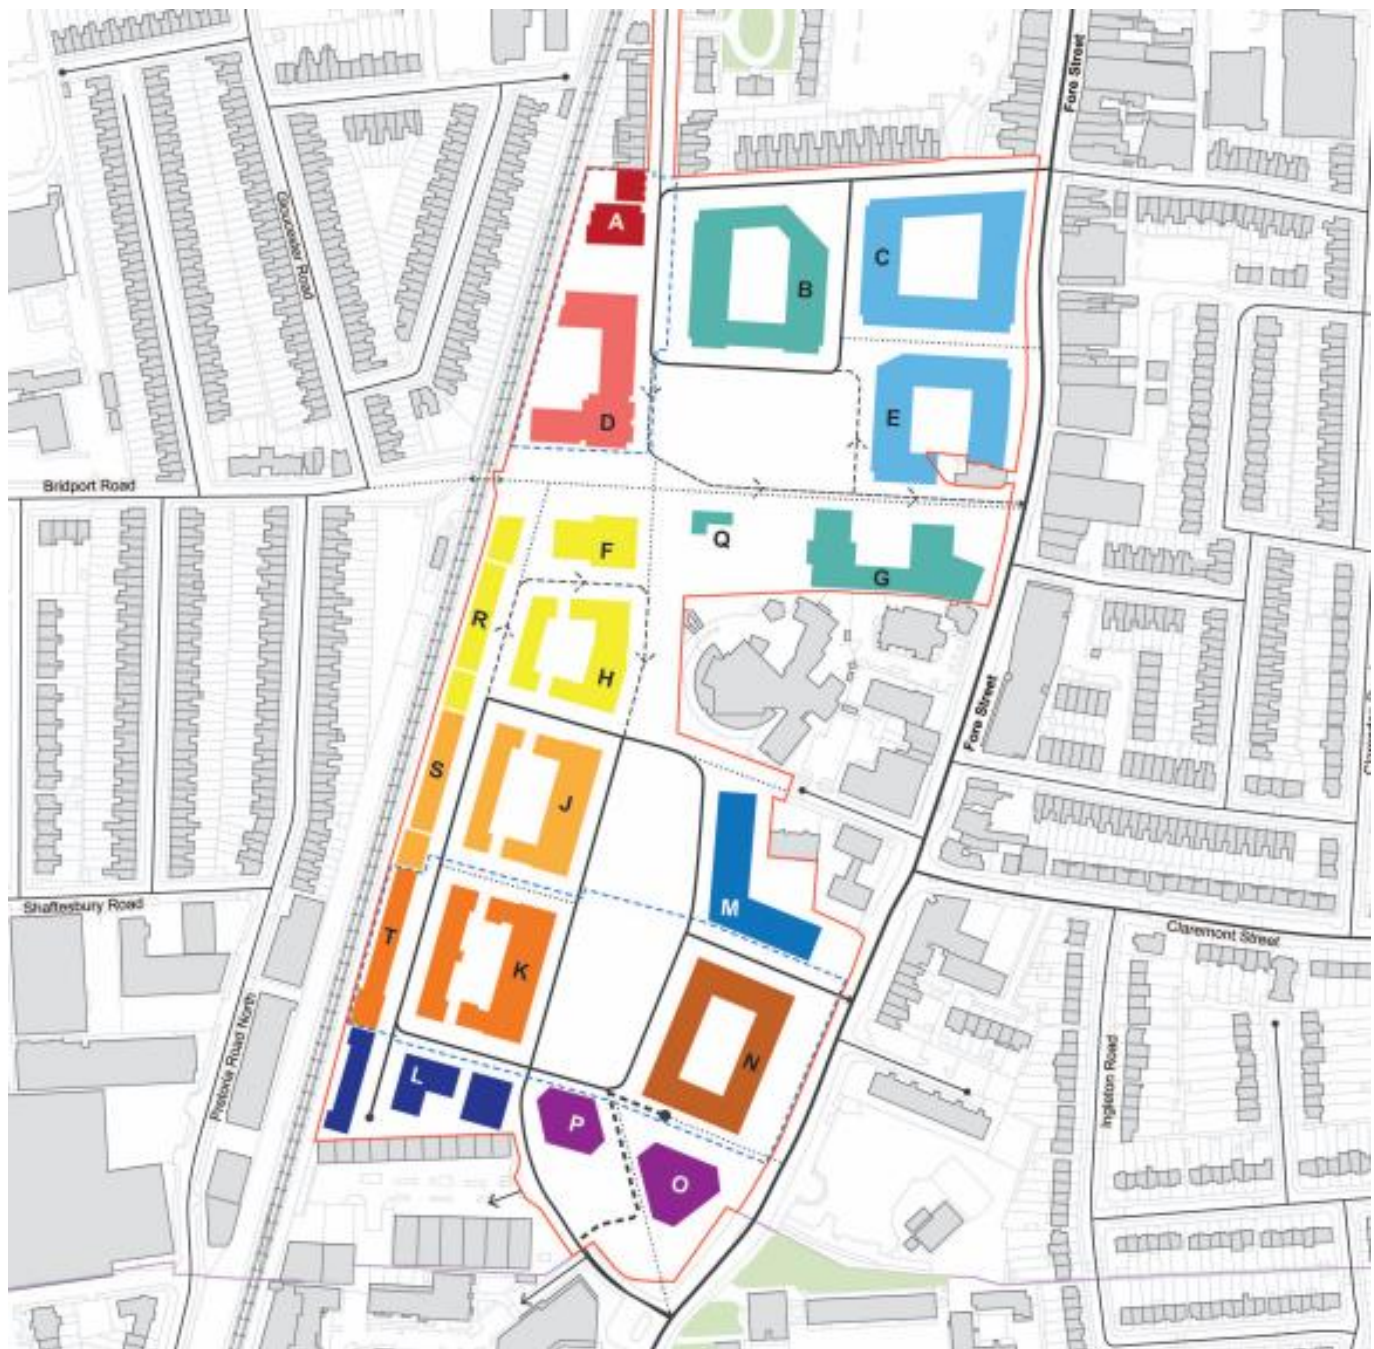 Fore Street
A
Gloucester Road
C
B
D
E
Bridport Road
Q
F
G
R
H
Fore Street
S
J
M
Shaftesbury Road
T
Claremont Street
K
Pretoria Road North
N
Ingleton Road
L
P
O